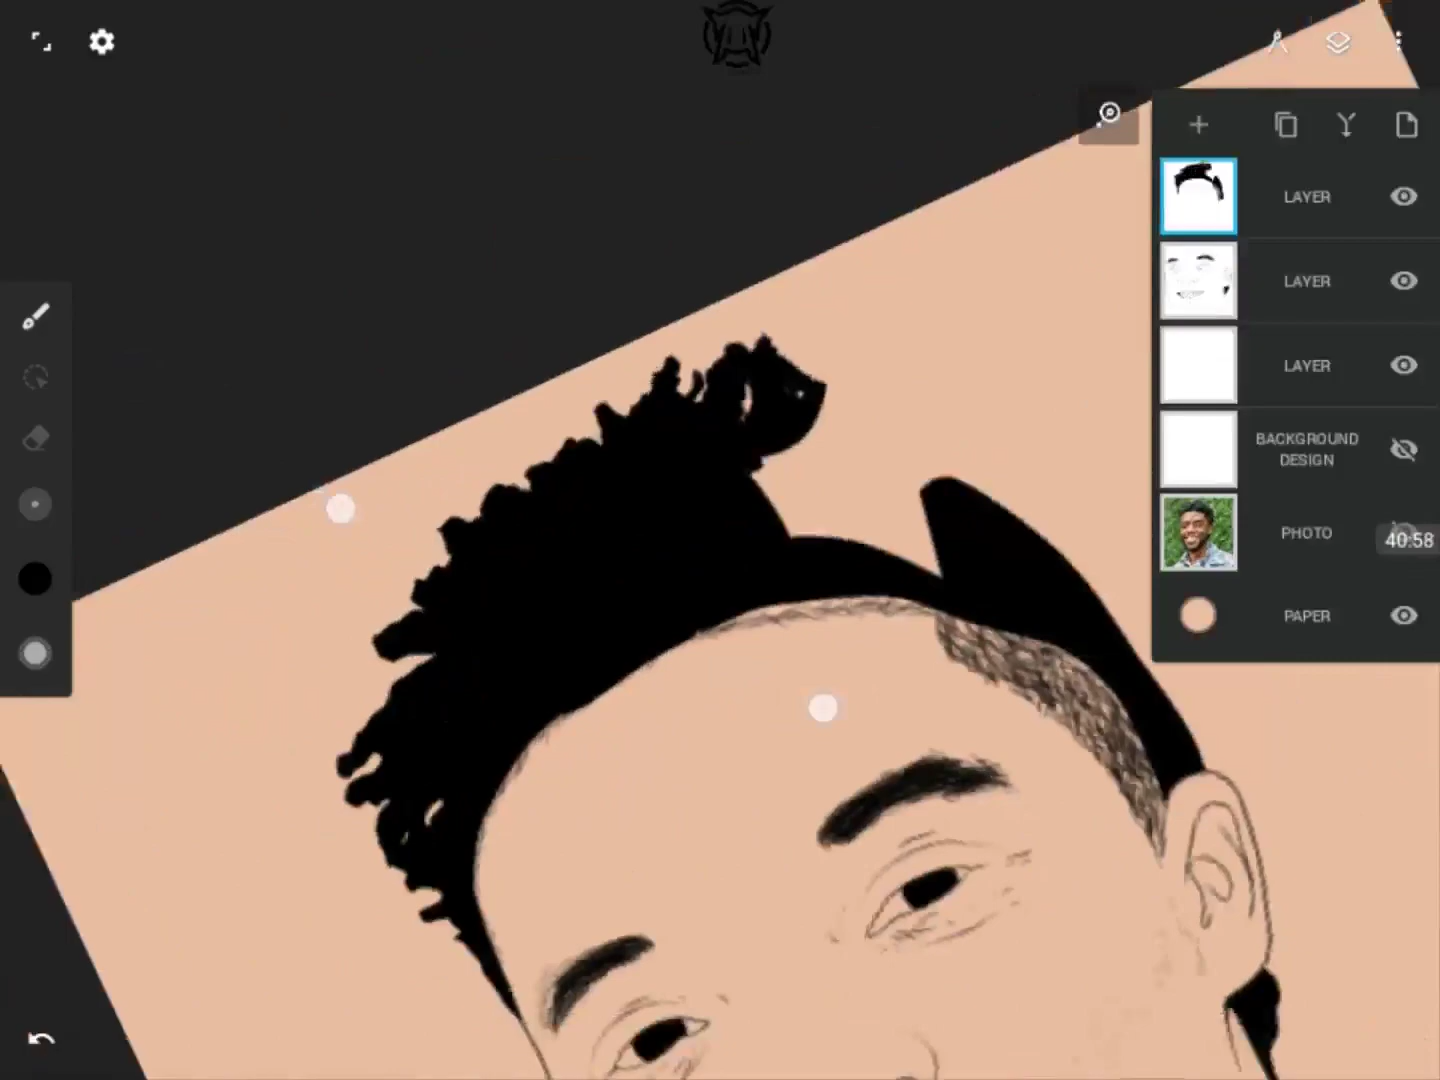 LAYER
LAYER
LAYER
BACKGROUND
DESIGN
PHOTO
40:58
PAPER